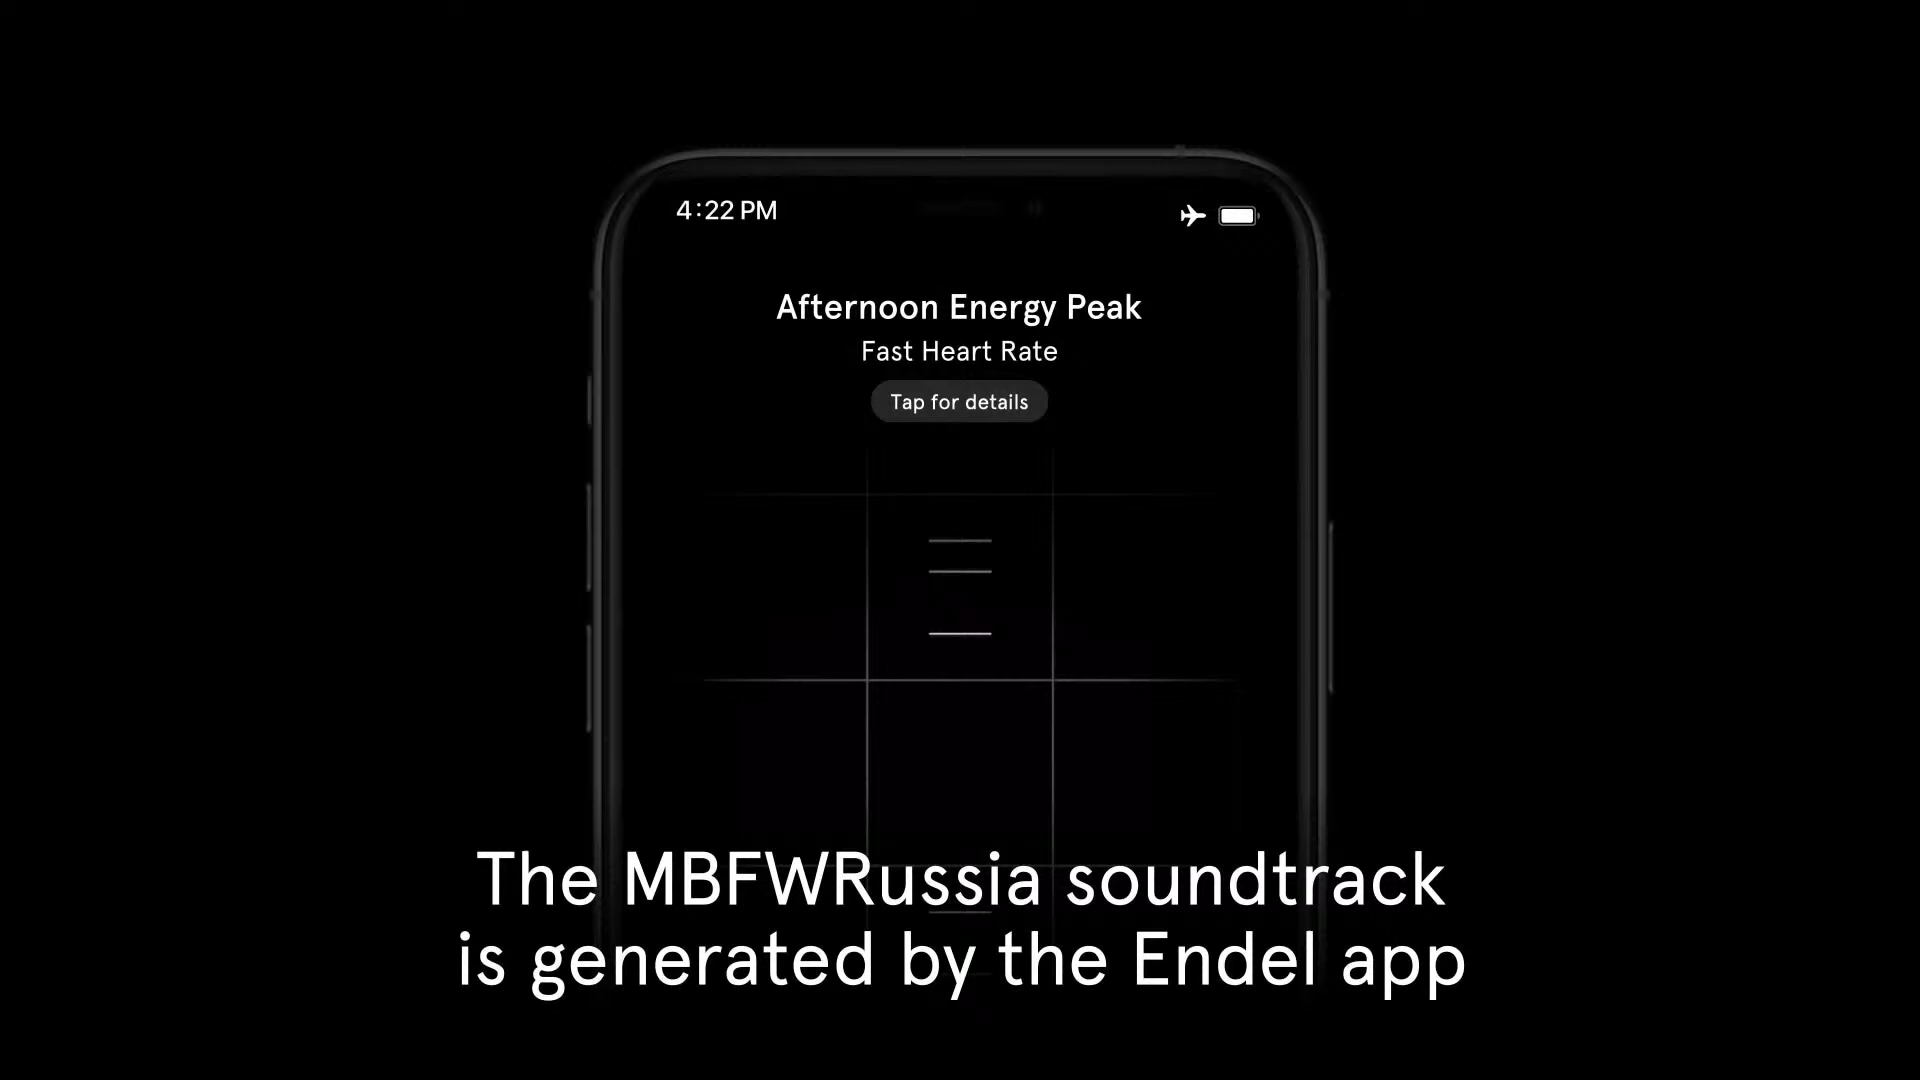 4:22 PM
Afternoon Energy Peak
Fast Heart Rate
Tap for details
The MBFWRussia soundtrack
is generated by the Endel app